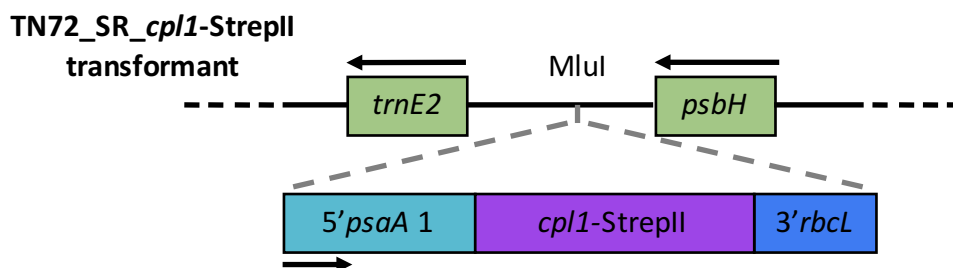 TN72_SR_cpl1-StrepII
transformant
MluI
trnE2
psbH
5’psaA 1
cpl1-StrepII
3’rbcL